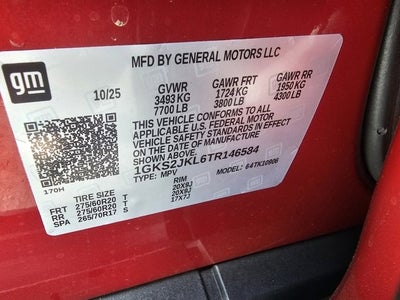 gm
MFD BY GENERAL MOTORS LLC
10/25
GVWR GAWR FRT GAWR RR
3493 KG 1724 KG 1950 KG
7700 LB 3800 LB 4300 LB
THIS VEHICLE CONFORMS TO ALL
APPLICABLE U.S. FEDERAL MOTOR
VEHICLE SAFETY STANDARDS IN EFFECT
ON THE DATE OF MANUFACTURE
SHOWN ABOVE.
1GKS2JKL6TR146584
170H
TYPE: MPV MODEL: 64TK10906
TIRE SIZE RIM
FRT 275/60R20 T 20X9J
RR 275/60R20 T 20X9J
SPA 265/70R17 S 17X7J